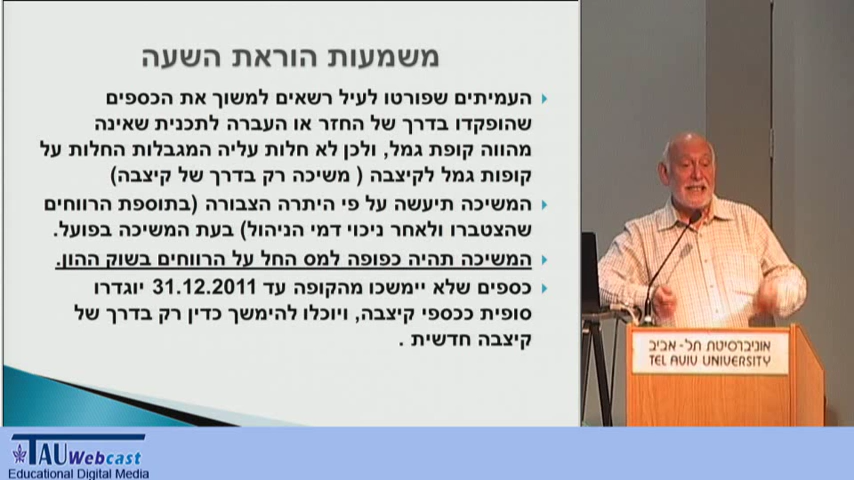 משמעות הוראת השעה
העמיתים שפורטו לעיל רשאים למשוך את הכספים
שהופקדו בדרך של החזר או העברה לתכנית שאינה
מהווה קופת גמל, ולכן לא חלות עליה המגבלות החלות על
קופות גמל לקיצבה ( משיכה רק בדרך של קיצבה)
המשיכה תיעשה על פי היתרה הצבורה (בתוספת הרווחים
שהצטברו ולאחר ניכוי דמי הניהול) בעת המשיכה בפועל.
המשיכה תהיה כפופה למס החל על הרווחים בשוק ההון.
כספים שלא יימשכו מהקופה עד 31.12.2011 יוגדרו
סופית ככספי קיצבה, ויוכלו להימשך כדין רק בדרך של
קיצבה חדשית .
אוניברסיטת תל-אביב
TEL AVIV UNIVERSITY
TAUWebcast
Educational Digital Media